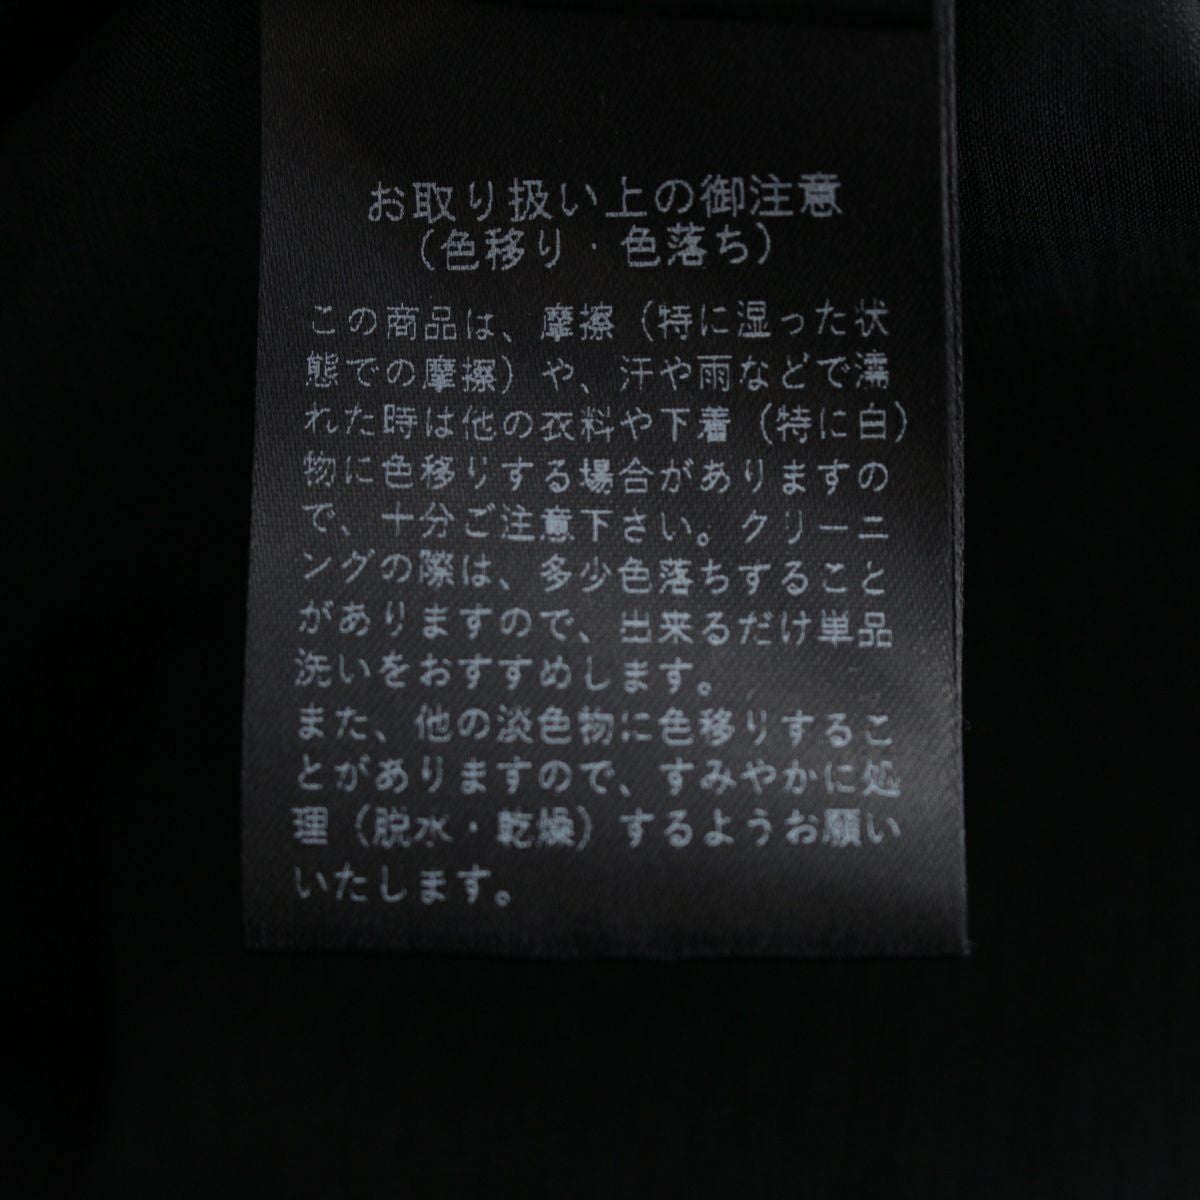 お取り扱い上の御注意
(色移り・色落ち)
この商品は、摩擦(特に湿った状
態での摩擦)や、汗や雨などで濡
れた時は他の衣料や下着(特に白)
物に色移りする場合がありますの
で、十分ご注意下さい。クリーニ
ングの際は、多少色落ちすること
がありますので、出来るだけ単品
洗いをおすすめします。
また、他の淡色物に色移りするこ
とがありますので、すみやかに処
理(脱水・乾燥)するようお願い
いたします。